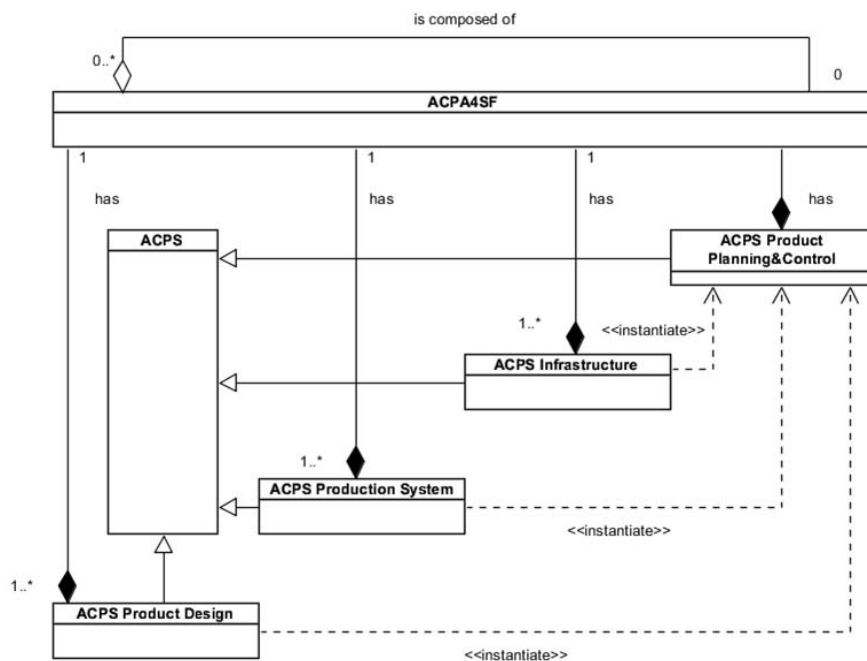 is composed of
0..*
0
ACPA4SF
1
1
1
has
has
has
has
ACPS
ACPS Product
Planning&Control
1..*
<<instantiate>>
ACPS Infrastructure
1..*
ACPS Production System
<<instantiate>>
1..*
ACPS Product Design
<<instantiate>>